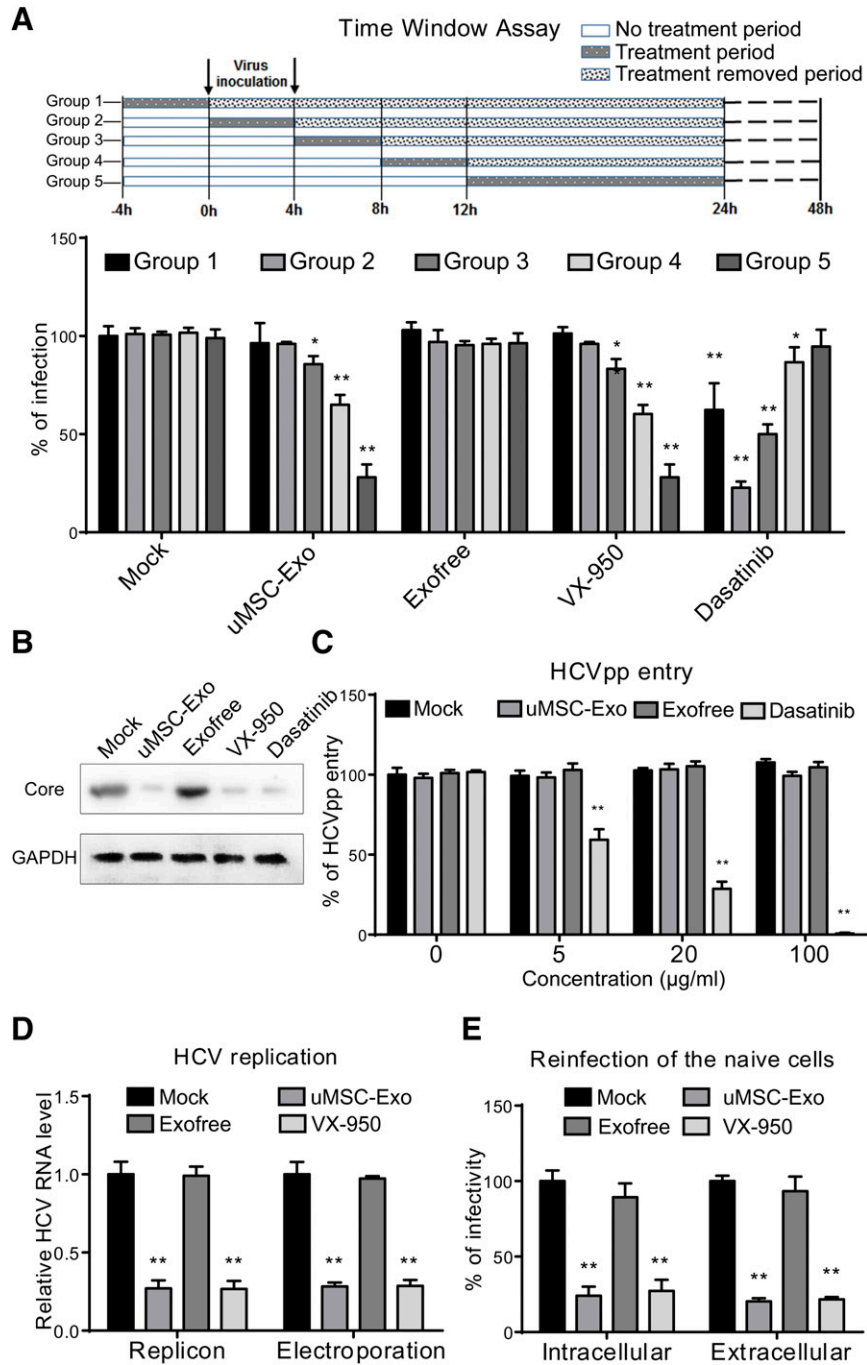 A
Time Window Assay
No treatment period
Treatment period
Treatment removed period
Virus
inoculation
Group 1
Group 2
Group 3
Group 4
Group 5
-4h 0h 4h 8h 12h 24h 48h
Group 1 Group 2 Group 3 Group 4 Group 5
% of infection
150
100
50
0
* ** ** * * ** ** ** ** ** *
Mock uMSC-Exo Exofree VX-950 Dasatinib
B
Mock uMSC-Exo Exofree VX-950 Dasatinib
Core
GAPDH
C
HCVpp entry
Mock uMSC-Exo Exofree Dasatinib
% of HCVpp entry
150
100
50
0
** ** **
0 5 20 100
Concentration (µg/ml)
D
HCV replication
Mock uMSC-Exo
Exofree VX-950
Relative HCV RNA level
1.5
1.0
0.5
0.0
** ** ** **
Replicon Electroporation
E
Reinfection of the naive cells
Mock uMSC-Exo
Exofree VX-950
% of infectivity
150
100
50
0
** ** ** **
Intracellular Extracellular